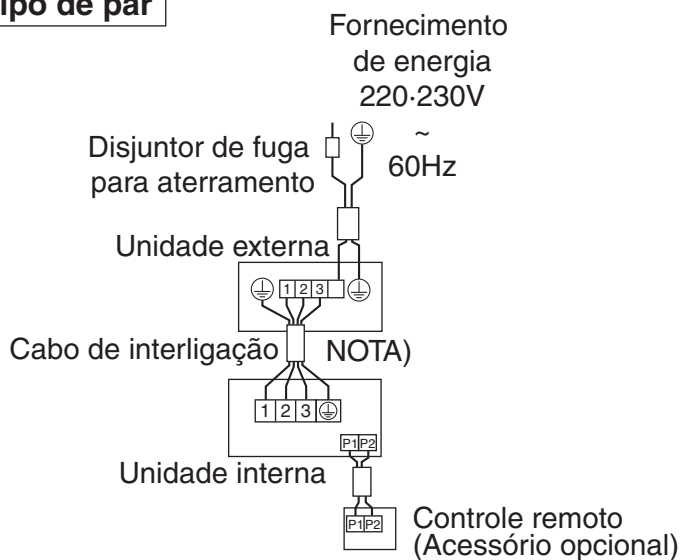 ipo de par
Fornecimento
de energia
220·230V
~
60Hz
Disjuntor de fuga
para aterramento
Unidade externa
1 2 3
Cabo de interligação
NOTA)
1 2 3
P1 P2
Unidade interna
P1 P2
Controle remoto
(Acessório opcional)